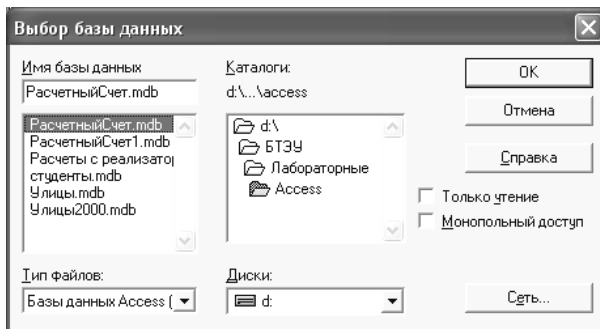 Выбор базы данных
Имя базы данных
РасчетныйСчет.mdb
РасчетныйСчет.mdb
РасчетныйСчет1.mdb
Расчеты с реализатор
студенты.mdb
Улицы.mdb
Улицы2000.mdb
Тип файлов:
Базы данных Access (
Каталоги:
d:\...\access
d:\
БТЭУ
Лабораторные
Access
Диски:
d:
OK
Отмена
Справка
Только чтение
Монопольный доступ
Сеть...